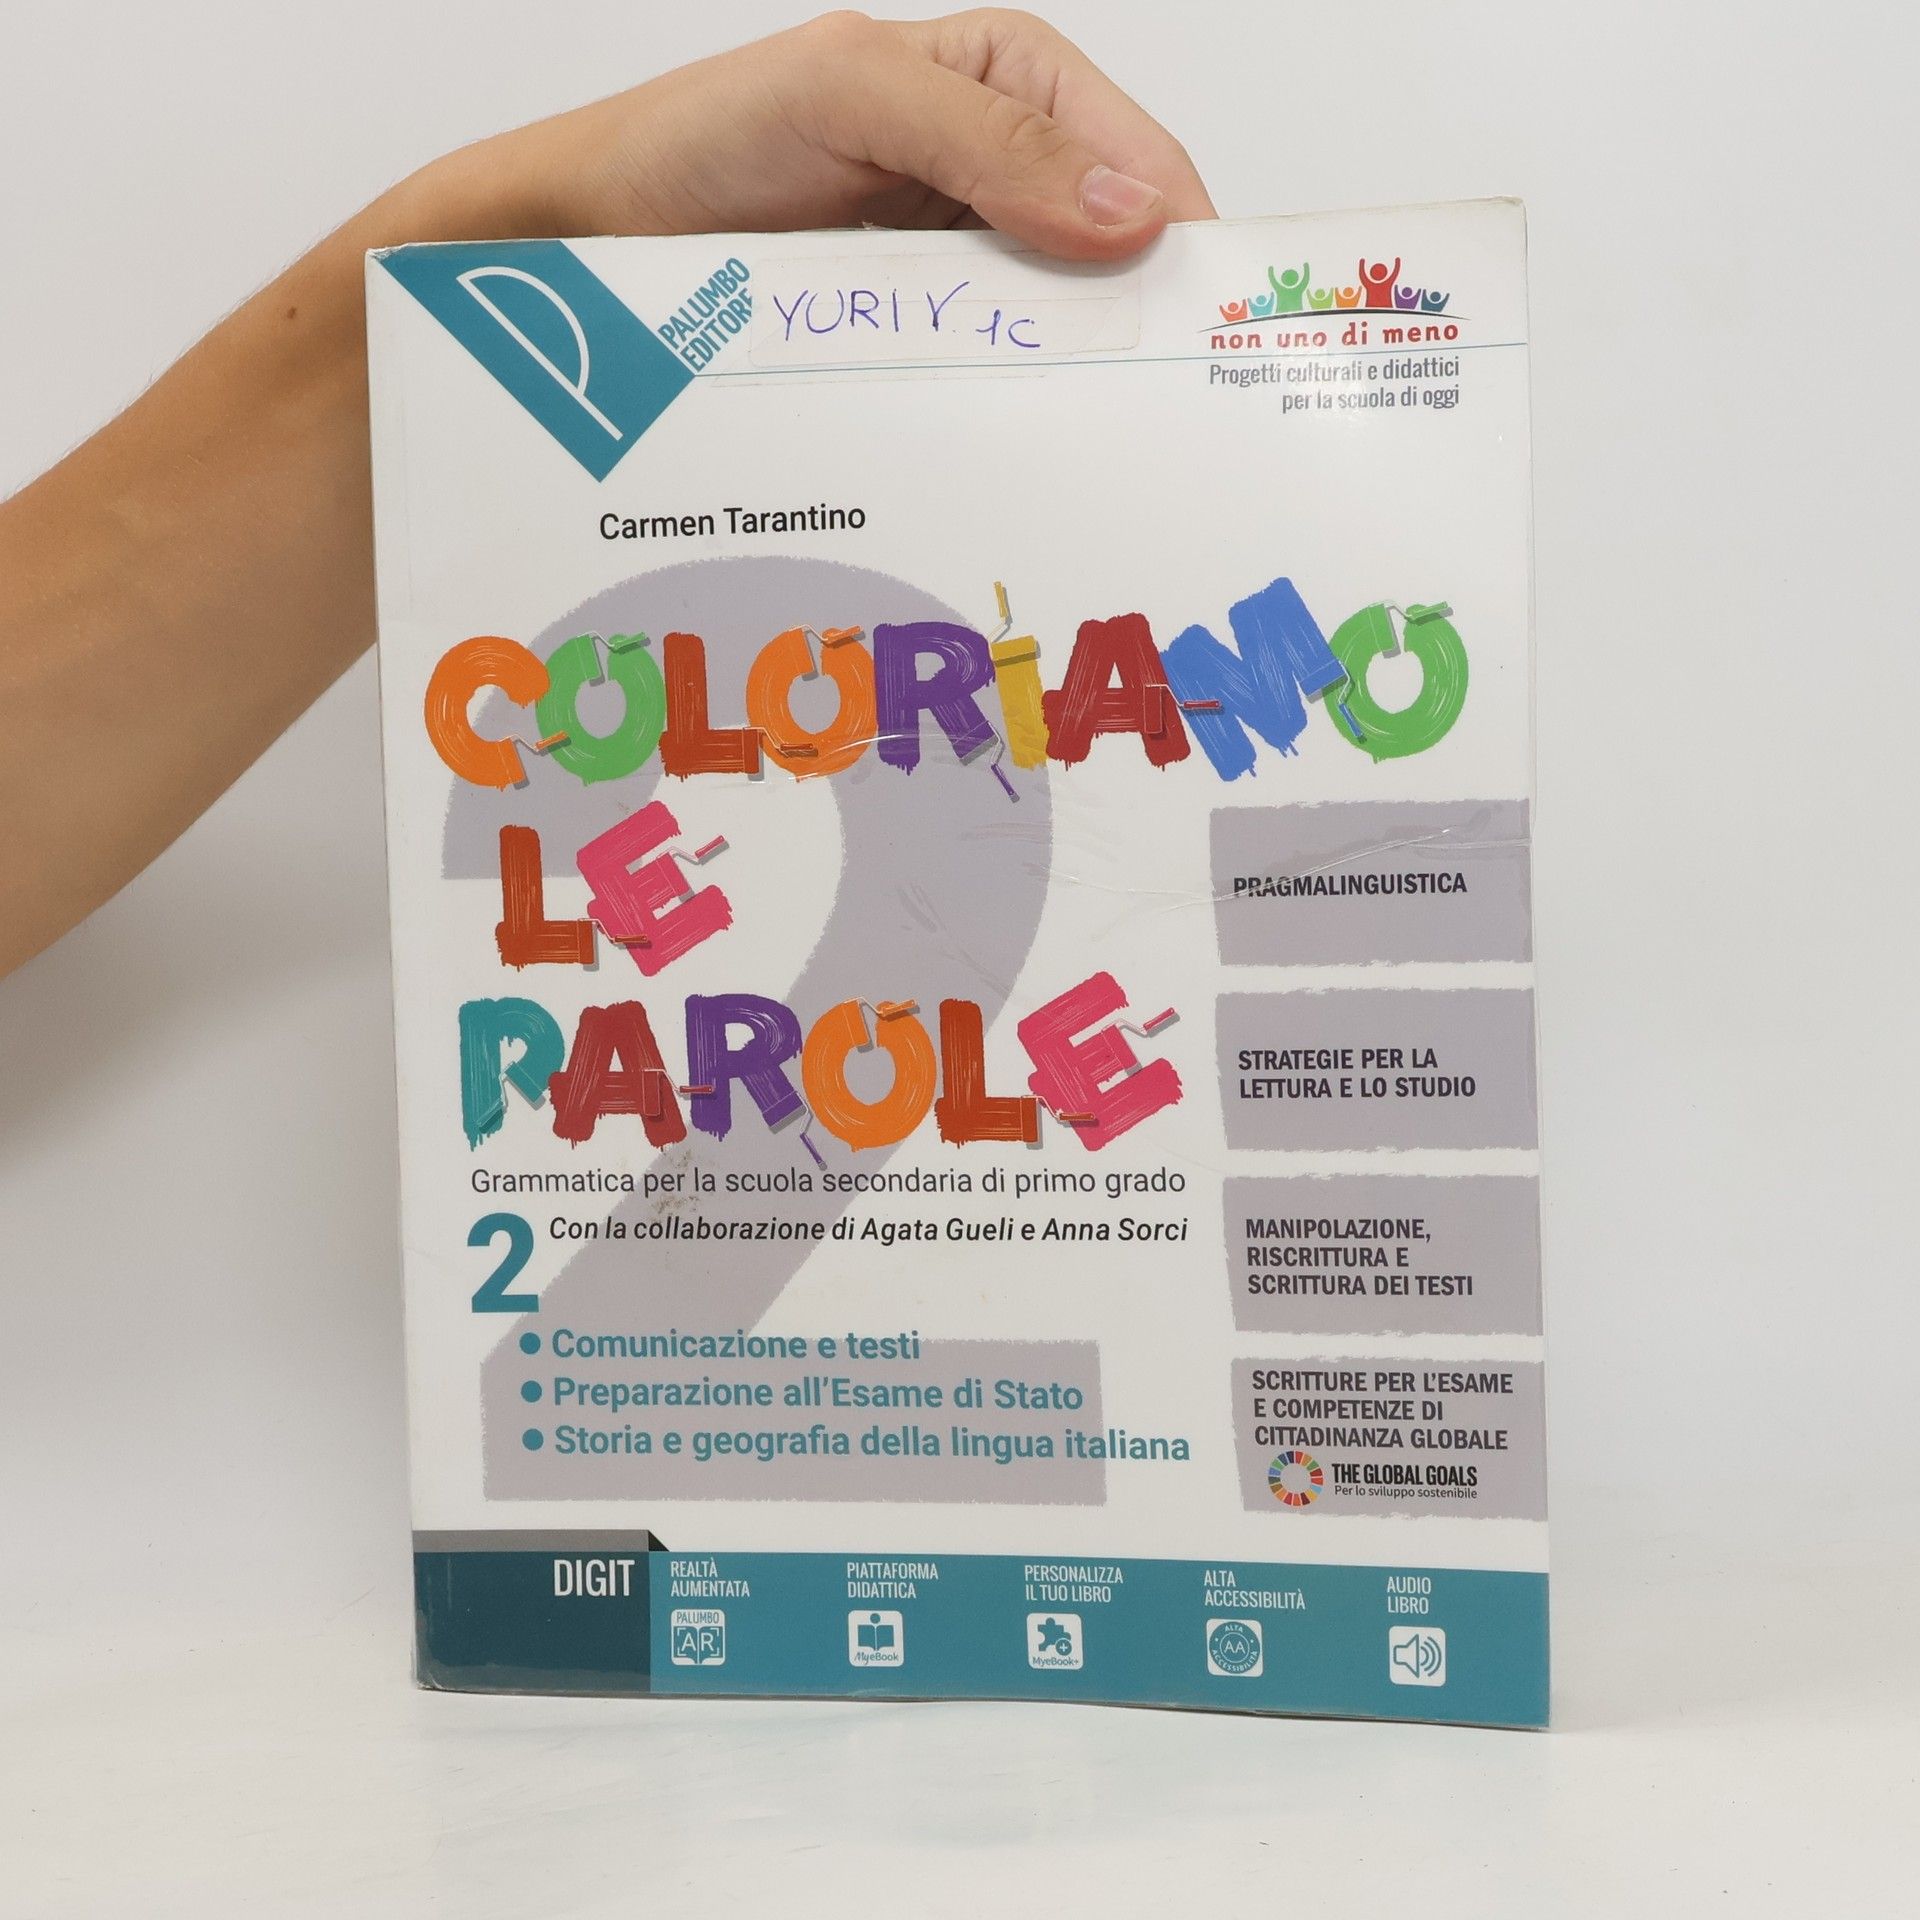 PALUMBO
EDITORE
YURI Y. 1C
non uno di meno
Progetti culturali e didattici
per la scuola di oggi
Carmen Tarantino
COLORIAMO
LE
PAROLE
Grammatica per la scuola secondaria di primo grado
2 Con la collaborazione di Agata Gueli e Anna Sorci
• Comunicazione e testi
• Preparazione all'Esame di Stato
• Storia e geografia della lingua italiana
PRAGMALINGUISTICA
STRATEGIE PER LA
LETTURA E LO STUDIO
MANIPOLAZIONE,
RISCRITTURA E
SCRITTURA DEI TESTI
SCRITTURE PER L'ESAME
E COMPETENZE DI
CITTADINANZA GLOBALE
THE GLOBAL GOALS
Per lo sviluppo sostenibile
DIGIT
REALTÀ
AUMENTATA
PALUMBO
AR
PIATTAFORMA
DIDATTICA
MyeBook
PERSONALIZZA
IL TUO LIBRO
MyeBook+
ALTA
ACCESSIBILITÀ
ALTA
AA
ACCESSIBILITÀ
AUDIO
LIBRO